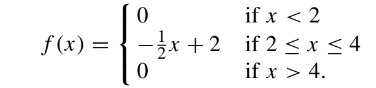 0 if x < 2
f(x) = { -½x + 2 if 2 ≤ x ≤ 4
0 if x > 4.